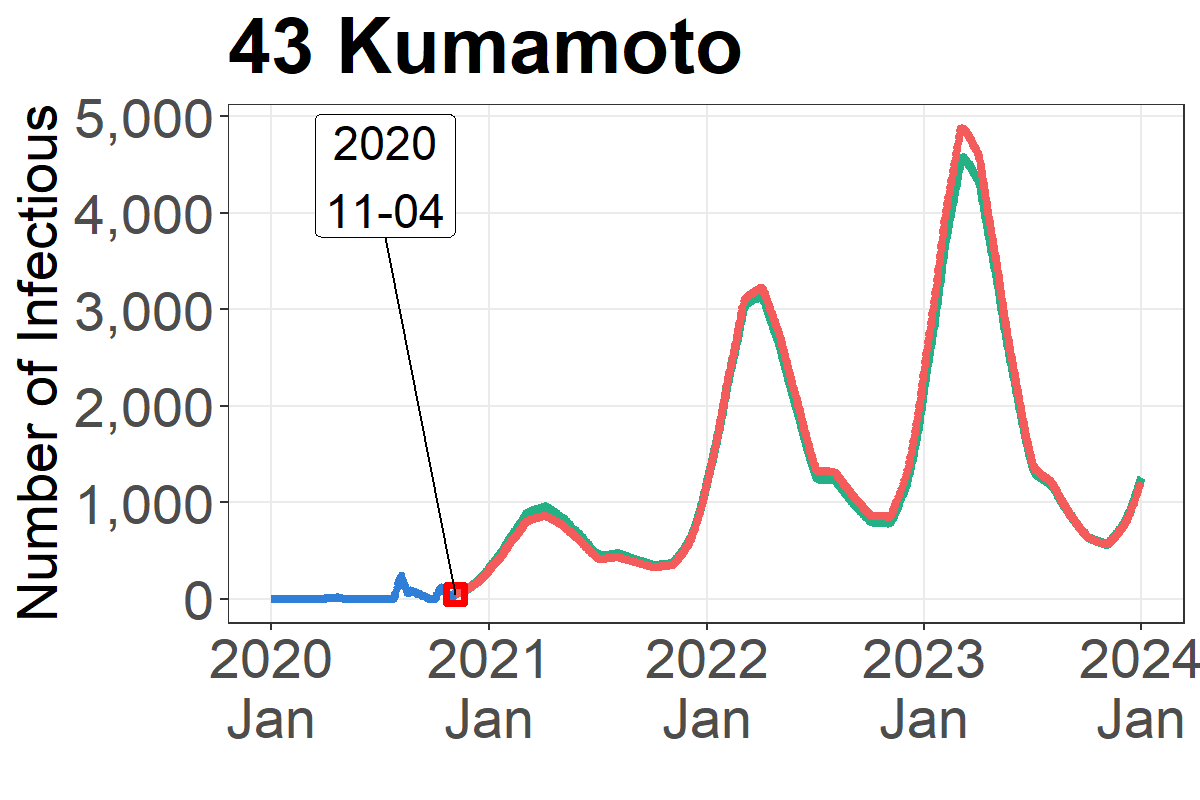 43 Kumamoto
Number of Infectious
5,000
4,000
3,000
2,000
1,000
0
2020
11-04
2020
Jan
2021
Jan
2022
Jan
2023
Jan
2024
Jan